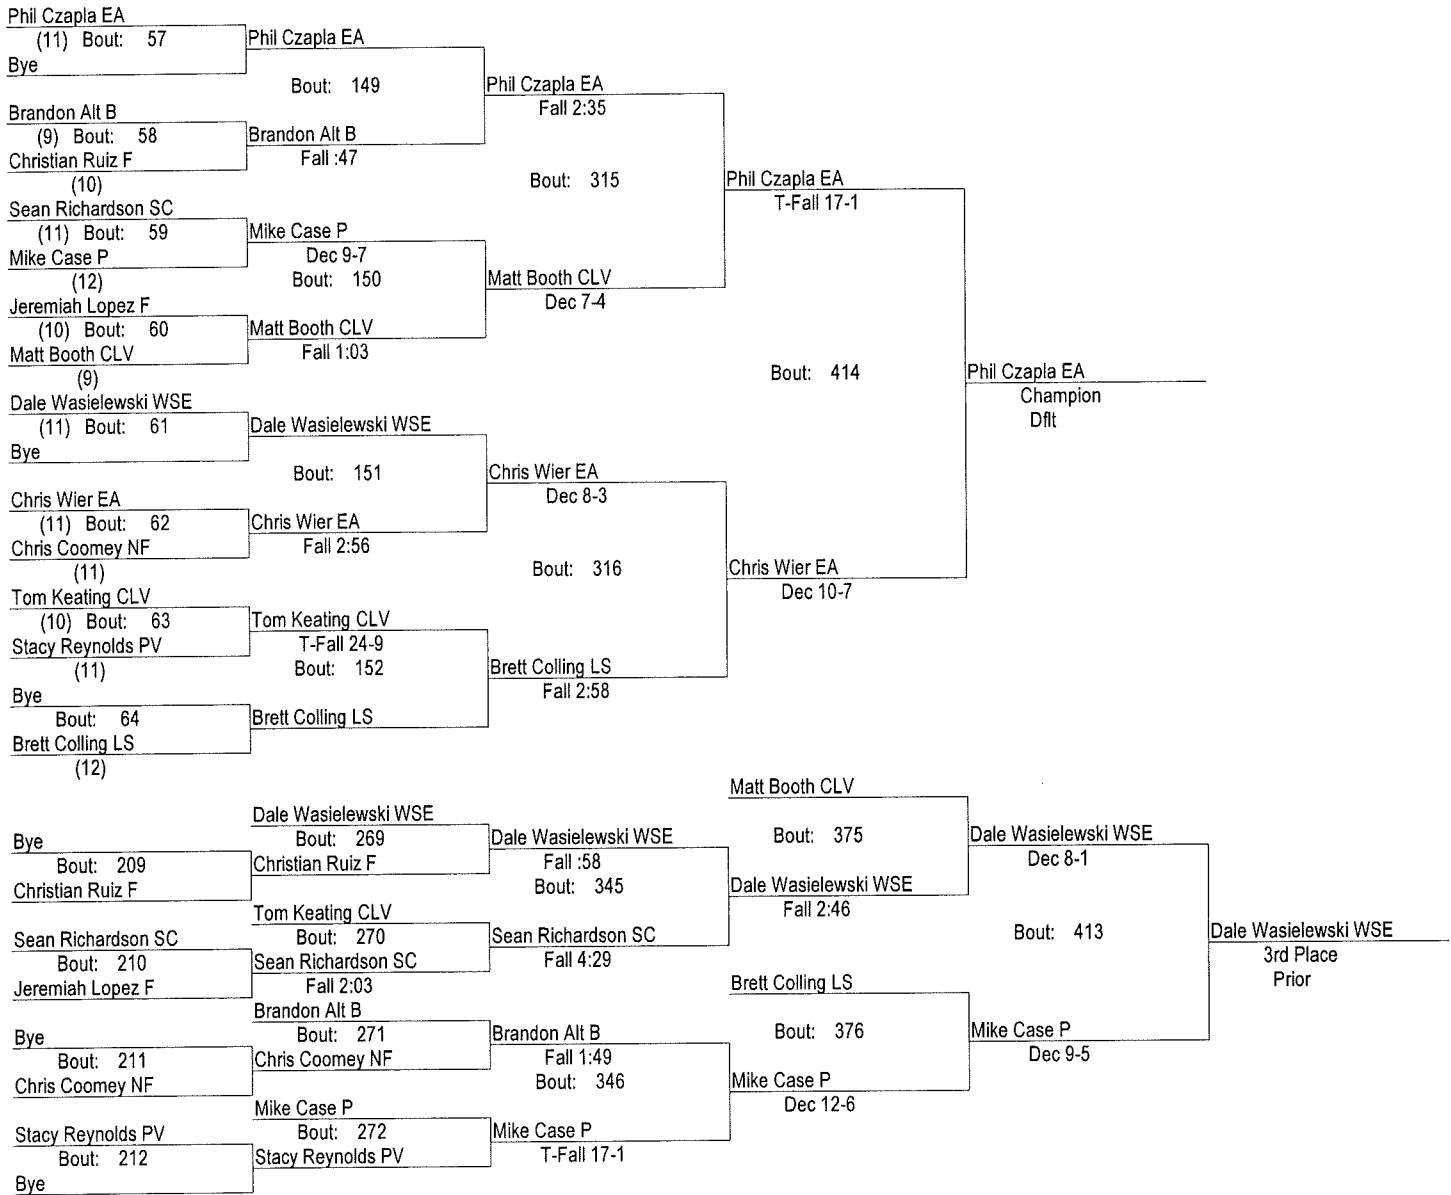 Phil Czapla EA
(11) Bout: 57
Bye
Phil Czapla EA
Bout: 149
Brandon Alt B
(9) Bout: 58
Christian Ruiz F
(10)
Brandon Alt B
Fall :47
Phil Czapla EA
Fall 2:35
Bout: 315
Sean Richardson SC
(11) Bout: 59
Mike Case P
(12)
Mike Case P
Dec 9-7
Bout: 150
Jeremiah Lopez F
(10) Bout: 60
Matt Booth CLV
(9)
Matt Booth CLV
Fall 1:03
Matt Booth CLV
Dec 7-4
Phil Czapla EA
T-Fall 17-1
Bout: 414
Dale Wasielewski WSE
(11) Bout: 61
Bye
Dale Wasielewski WSE
Bout: 151
Chris Wier EA
(11) Bout: 62
Chris Coomey NF
(11)
Chris Wier EA
Fall 2:56
Chris Wier EA
Dec 8-3
Bout: 316
Tom Keating CLV
(10) Bout: 63
Stacy Reynolds PV
(11)
Tom Keating CLV
T-Fall 24-9
Bout: 152
Bye
Bout: 64
Brett Colling LS
(12)
Brett Colling LS
Brett Colling LS
Fall 2:58
Chris Wier EA
Dec 10-7
Phil Czapla EA
Champion
Dflt
Bye
Bout: 209
Christian Ruiz F
Dale Wasielewski WSE
Bout: 269
Christian Ruiz F
Dale Wasielewski WSE
Fall :58
Bout: 345
Sean Richardson SC
Bout: 210
Jeremiah Lopez F
Tom Keating CLV
Bout: 270
Sean Richardson SC
Fall 2:03
Sean Richardson SC
Fall 4:29
Matt Booth CLV
Bout: 375
Dale Wasielewski WSE
Fall 2:46
Dale Wasielewski WSE
Dec 8-1
Bout: 413
Bye
Bout: 211
Chris Coomey NF
Brandon Alt B
Bout: 271
Chris Coomey NF
Brandon Alt B
Fall 1:49
Bout: 346
Stacy Reynolds PV
Bout: 212
Bye
Mike Case P
Bout: 272
Stacy Reynolds PV
Mike Case P
T-Fall 17-1
Brett Colling LS
Bout: 376
Mike Case P
Dec 12-6
Mike Case P
Dec 9-5
Dale Wasielewski WSE
3rd Place
Prior